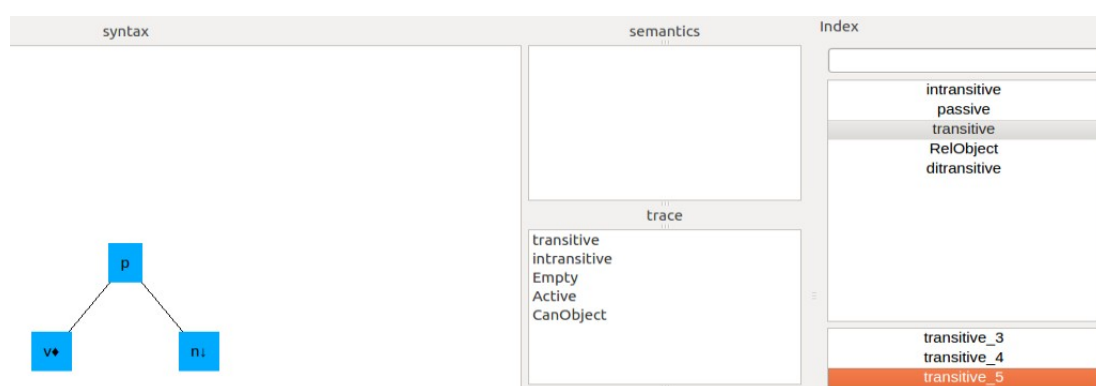 syntax
p
v♦
n↓
semantics
trace
transitive
intransitive
Empty
Active
CanObject
Index
intransitive
passive
transitive
RelObject
ditransitive
transitive_3
transitive_4
transitive_5